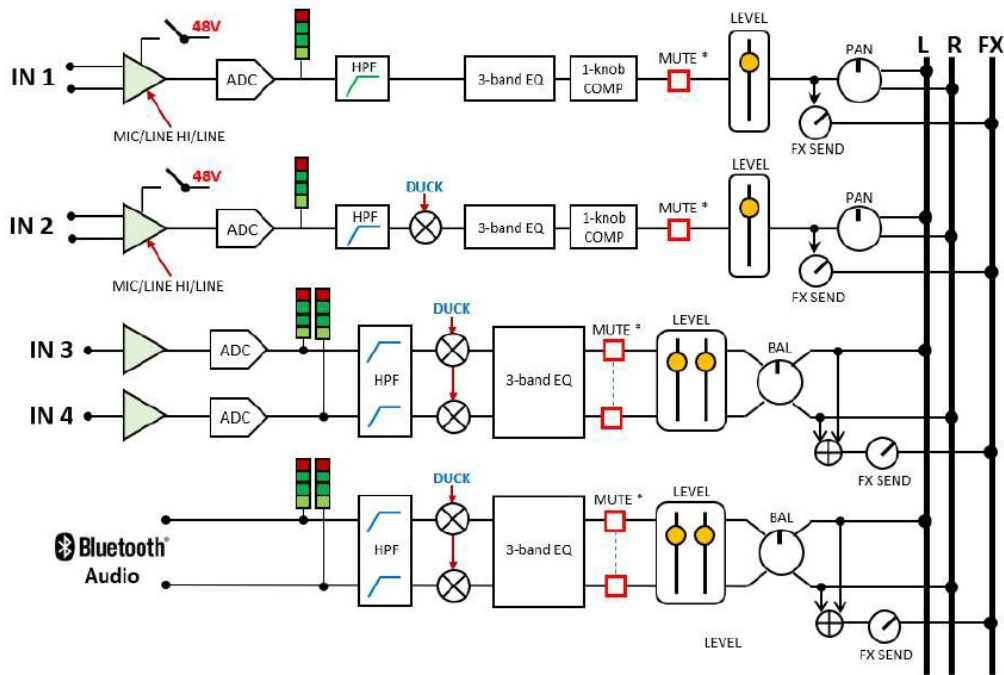 48V
LEVEL
L R FX
IN 1
ADC
HPF
3-band EQ
1-knob
COMP
MUTE *
PAN
MIC/LINE HI/LINE
FX SEND
48V
LEVEL
IN 2
ADC
HPF
DUCK
3-band EQ
1-knob
COMP
MUTE *
PAN
MIC/LINE HI/LINE
FX SEND
IN 3
ADC
DUCK
MUTE *
LEVEL
BAL
HPF
3-band EQ
IN 4
ADC
FX SEND
DUCK
MUTE *
LEVEL
BAL
Bluetooth®
Audio
HPF
3-band EQ
LEVEL
FX SEND